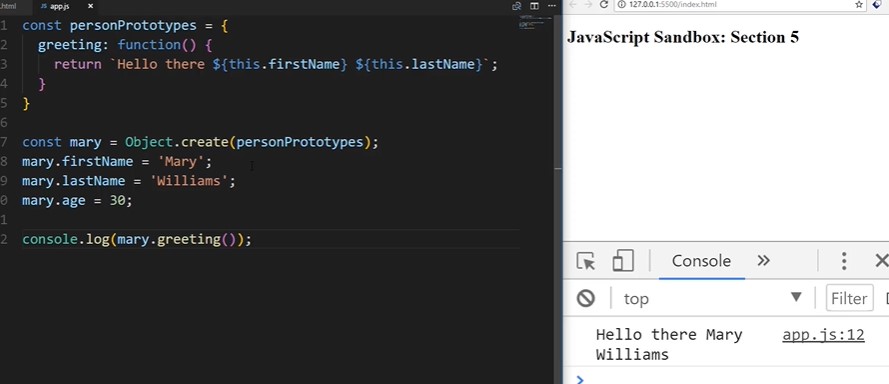 .html
app.js
1 const personPrototypes = {
2   greeting: function() {
3     return `Hello there ${this.firstName} ${this.lastName}`;
4   }
5 }
6
7 const mary = Object.create(personPrototypes);
8 mary.firstName = 'Mary';
9 mary.lastName = 'Williams';
0 mary.age = 30;
1
2 console.log(mary.greeting());
127.0.0.1:5500/index.html
JavaScript Sandbox: Section 5
Console
top
Filter
Hello there Mary app.js:12
Williams